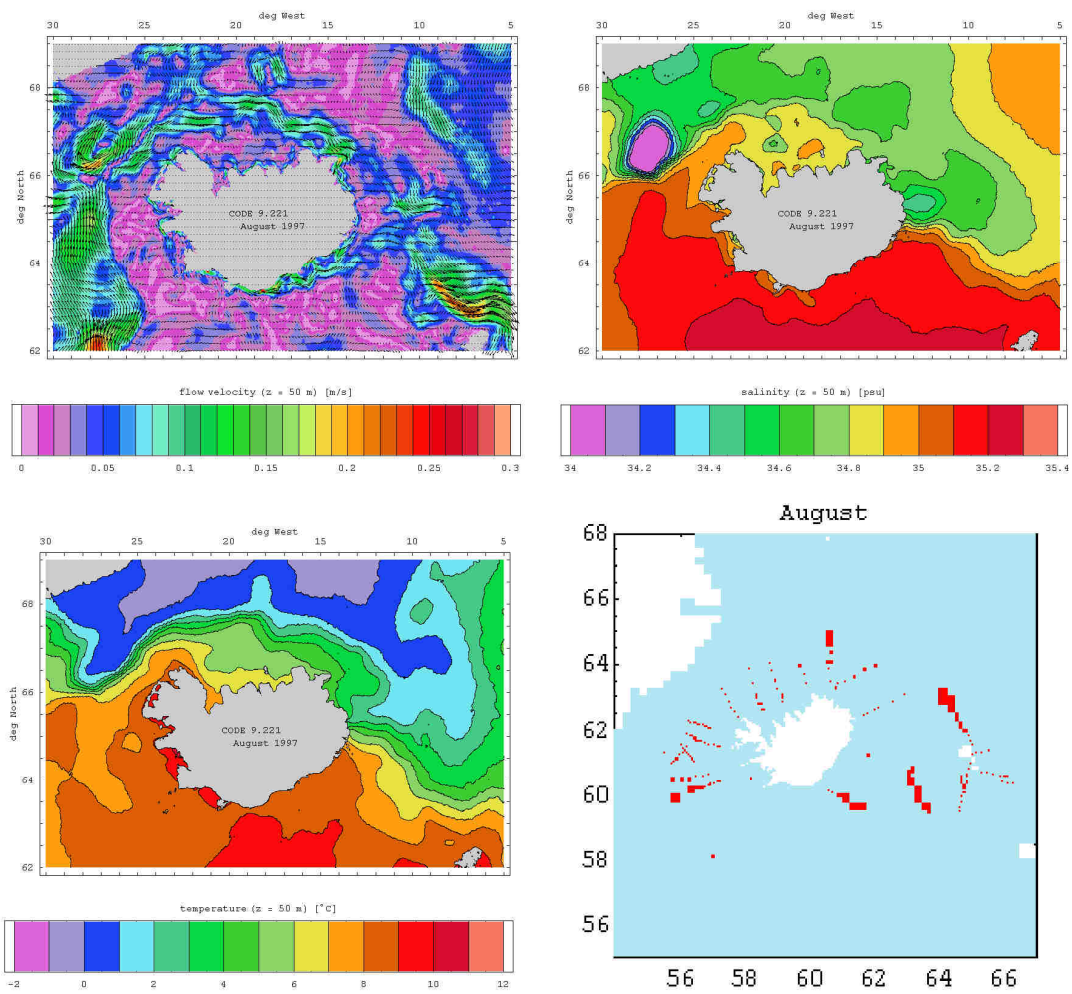 deg West
30 25 20 15 10 5
68
66
64
62
deg North
CODE 9.221
August 1997
flow velocity (z = 50 m) [m/s]
0 0.05 0.1 0.15 0.2 0.25 0.3
deg West
30 25 20 15 10 5
68
66
64
62
deg North
CODE 9.221
August 1997
salinity (z = 50 m) [psu]
34 34.2 34.4 34.6 34.8 35 35.2 35.4
deg West
30 25 20 15 10 5
68
66
64
62
deg North
CODE 9.221
August 1997
temperature (z = 50 m) [°C]
-2 0 2 4 6 8 10 12
August
68
66
64
62
60
58
56
56 58 60 62 64 66